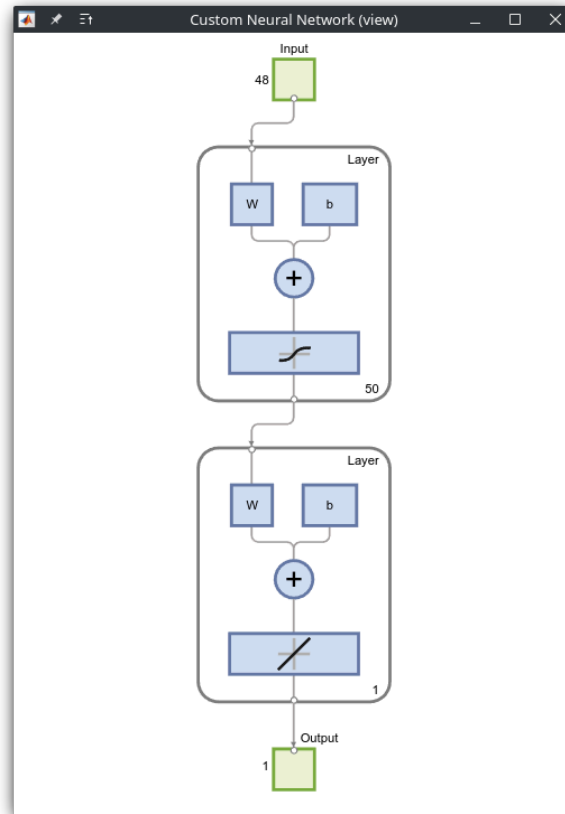 Custom Neural Network (view)
Input
48
Layer
W b
+
50
Layer
W b
+
1
Output
1